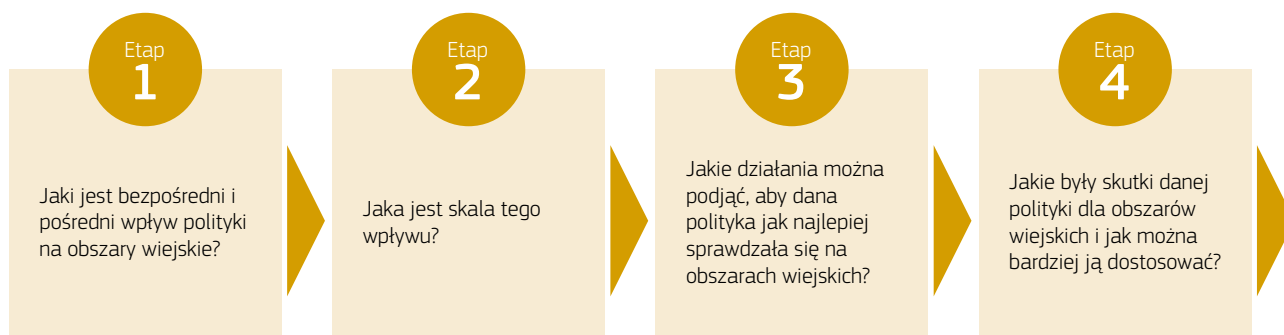 Etap
1
Jaki jest bezpośredni i
pośredni wpływ polityki
na obszary wiejskie?
Etap
2
Jaka jest skala tego
wpływu?
Etap
3
Jakie działania można
podjąć, aby dana
polityka jak najlepiej
sprawdzała się na
obszarach wiejskich?
Etap
4
Jakie były skutki danej
polityki dla obszarów
wiejskich i jak można
bardziej ją dostosować?